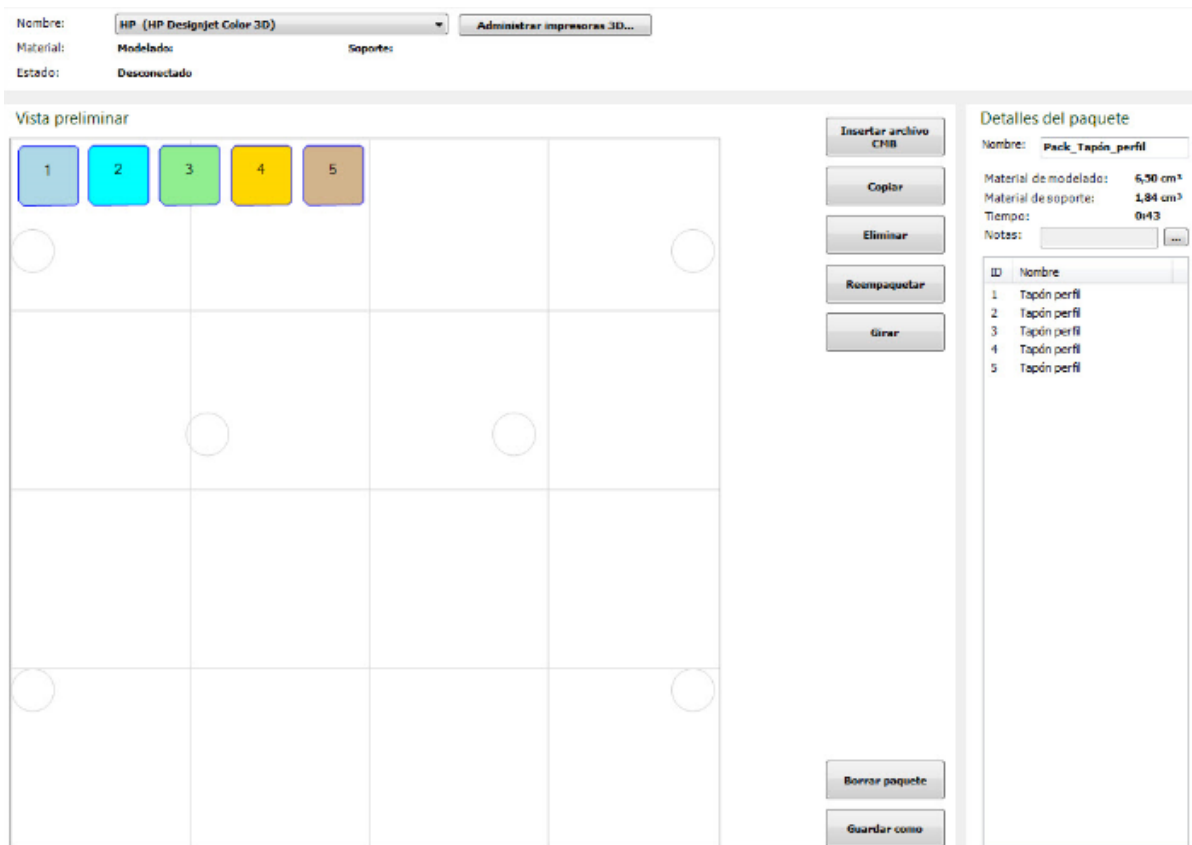 Nombre: HP (HP Designjet Color 3D) Administrar impresoras 3D...
Material: Modelado: Soporte:
Estado: Desconectado
Vista preliminar
1 2 3 4 5
Insertar archivo
CMB
Copiar
Eliminar
Reempaquetar
Girar
Borrar paquete
Guardar como
Detalles del paquete
Nombre: Pack_Tapón_perfil
Material de modelado: 6,50 cm³
Material de soporte: 1,84 cm³
Tiempo: 0:43
Notas: ...
ID Nombre
1 Tapón perfil
2 Tapón perfil
3 Tapón perfil
4 Tapón perfil
5 Tapón perfil